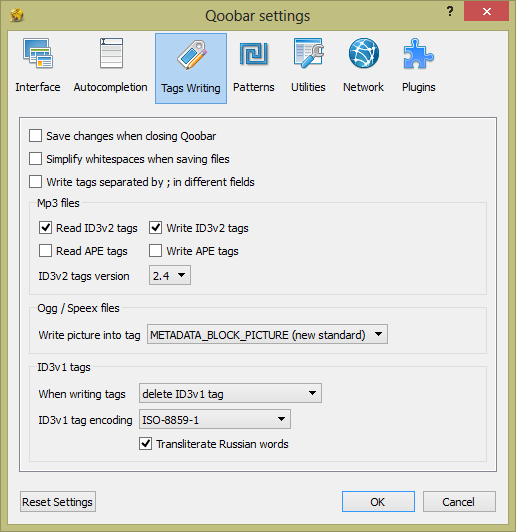 Qoobar settings
?
Interface Autocompletion Tags Writing Patterns Utilities Network Plugins
Save changes when closing Qoobar
Simplify whitespaces when saving files
Write tags separated by ; in different fields
Mp3 files
Read ID3v2 tags Write ID3v2 tags
Read APE tags Write APE tags
ID3v2 tags version 2.4
Ogg / Speex files
Write picture into tag METADATA_BLOCK_PICTURE (new standard)
ID3v1 tags
When writing tags delete ID3v1 tag
ID3v1 tag encoding ISO-8859-1
Transliterate Russian words
Reset Settings OK Cancel